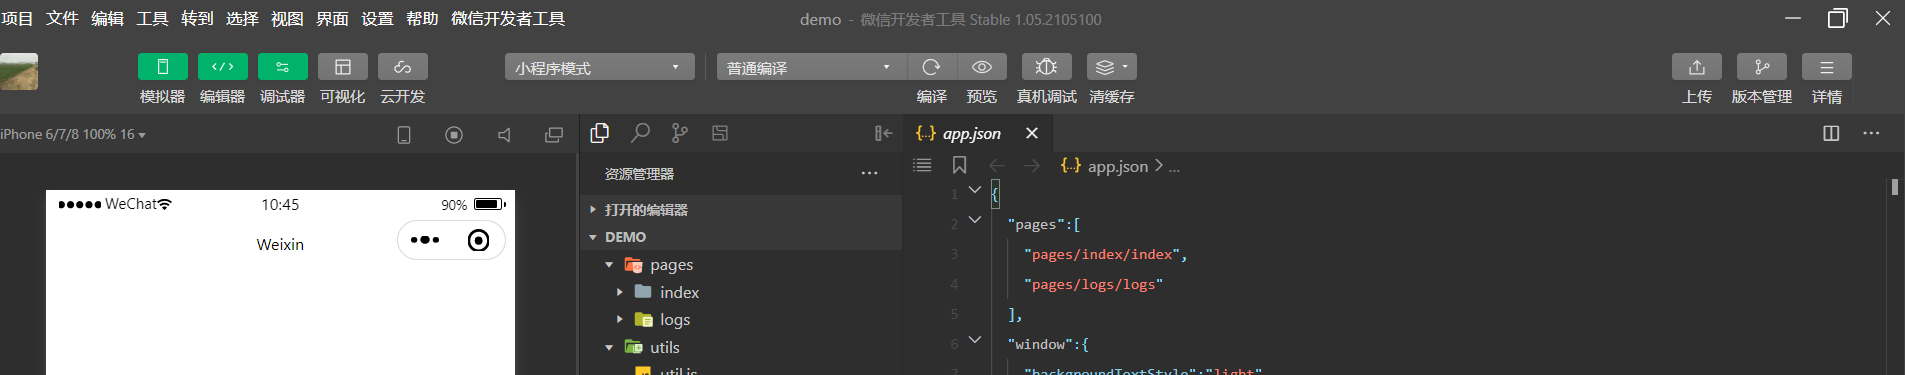 项目 文件 编辑 工具 转到 选择 视图 界面 设置 帮助 微信开发者工具
demo - 微信开发者工具 Stable 1.05.2105100
小程序模式 普通编译
模拟器 编辑器 调试器 可视化 云开发 编译 预览 真机调试 清缓存 上传 版本管理 详情
iPhone 6/7/8 100% 16
WeChat 10:45 90%
Weixin
资源管理器
打开的编辑器
DEMO
pages
index
logs
utils
util.js
app.json
app.json > ...
1 {
2 "pages":[
3 "pages/index/index",
4 "pages/logs/logs"
5 ],
6 "window":{
7 "backgroundTextStyle":"light"